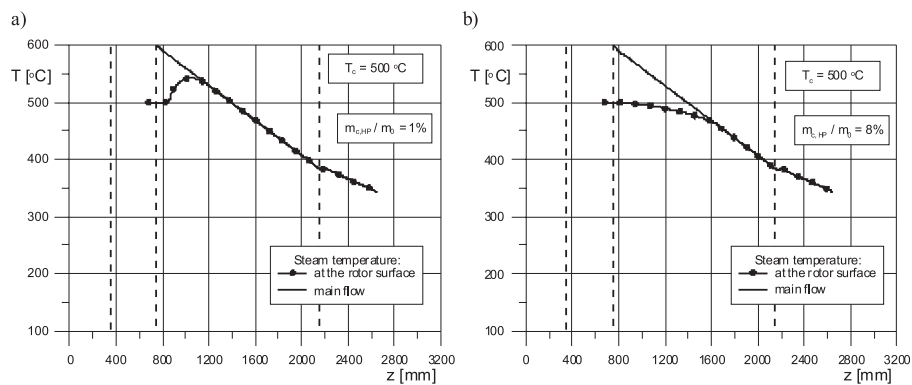 a)
600
T [°C]
500
400
300
200
100
T_c = 500 °C
m_c,HP / m_0 = 1%
Steam temperature:
at the rotor surface
main flow
0 400 800 1200 1600 2000 2400 2800 3200
z [mm]
b)
600
T [°C]
500
400
300
200
100
T_c = 500 °C
m_c,HP / m_0 = 8%
Steam temperature:
at the rotor surface
main flow
0 400 800 1200 1600 2000 2400 2800 3200
z [mm]